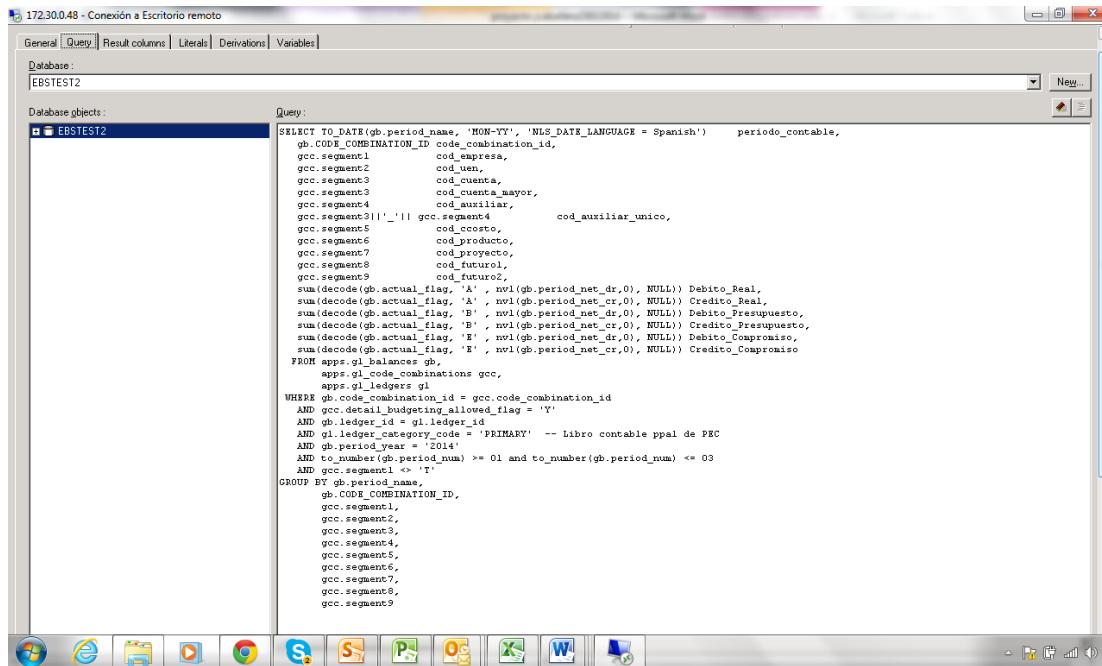 172.30.0.48 - Conexión a Escritorio remoto
General Query Result columns Literals Derivations Variables
Database :
EBSTEST2 New...
Database objects : Query :
EBSTEST2
SELECT TO_DATE(gb.period_name, 'MON-YY', 'NLS_DATE_LANGUAGE = Spanish') periodo_contable,
gb.CODE_COMBINATION_ID code_combination_id,
gcc.segment1 cod_empresa,
gcc.segment2 cod_uen,
gcc.segment3 cod_cuenta,
gcc.segment3 cod_cuenta_mayor,
gcc.segment4 cod_auxiliar,
gcc.segment3||'_'|| gcc.segment4 cod_auxiliar_unico,
gcc.segment5 cod_ccosto,
gcc.segment6 cod_producto,
gcc.segment7 cod_proyecto,
gcc.segment8 cod_futuro1,
gcc.segment9 cod_futuro2,
sum(decode(gb.actual_flag, 'A' , nvl(gb.period_net_dr,0), NULL)) Debito_Real,
sum(decode(gb.actual_flag, 'A' , nvl(gb.period_net_cr,0), NULL)) Credito_Real,
sum(decode(gb.actual_flag, 'B' , nvl(gb.period_net_dr,0), NULL)) Debito_Presupuesto,
sum(decode(gb.actual_flag, 'B' , nvl(gb.period_net_cr,0), NULL)) Credito_Presupuesto,
sum(decode(gb.actual_flag, 'E' , nvl(gb.period_net_dr,0), NULL)) Debito_Compromiso,
sum(decode(gb.actual_flag, 'E' , nvl(gb.period_net_cr,0), NULL)) Credito_Compromiso
FROM apps.gl_balances gb,
apps.gl_code_combinations gcc,
apps.gl_ledgers gl
WHERE gb.code_combination_id = gcc.code_combination_id
AND gcc.detail_budgeting_allowed_flag = 'Y'
AND gb.ledger_id = gl.ledger_id
AND gl.ledger_category_code = 'PRIMARY' -- Libro contable ppal de PEC
AND gb.period_year = '2014'
AND to_number(gb.period_num) >= 01 and to_number(gb.period_num) <= 03
AND gcc.segment1 <> 'T'
GROUP BY gb.period_name,
gb.CODE_COMBINATION_ID,
gcc.segment1,
gcc.segment2,
gcc.segment3,
gcc.segment4,
gcc.segment5,
gcc.segment6,
gcc.segment7,
gcc.segment8,
gcc.segment9